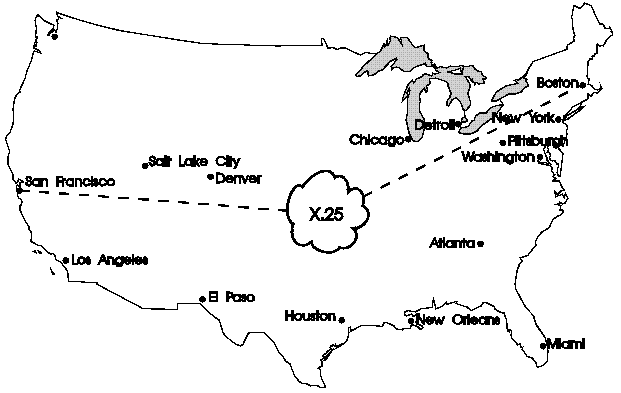 Boston
New York
Detroit
Chicago
Pittsburgh
Washington
Salt Lake City
Denver
San Francisco
X.25
Atlanta
Los Angeles
El Paso
Houston
New Orleans
Miami